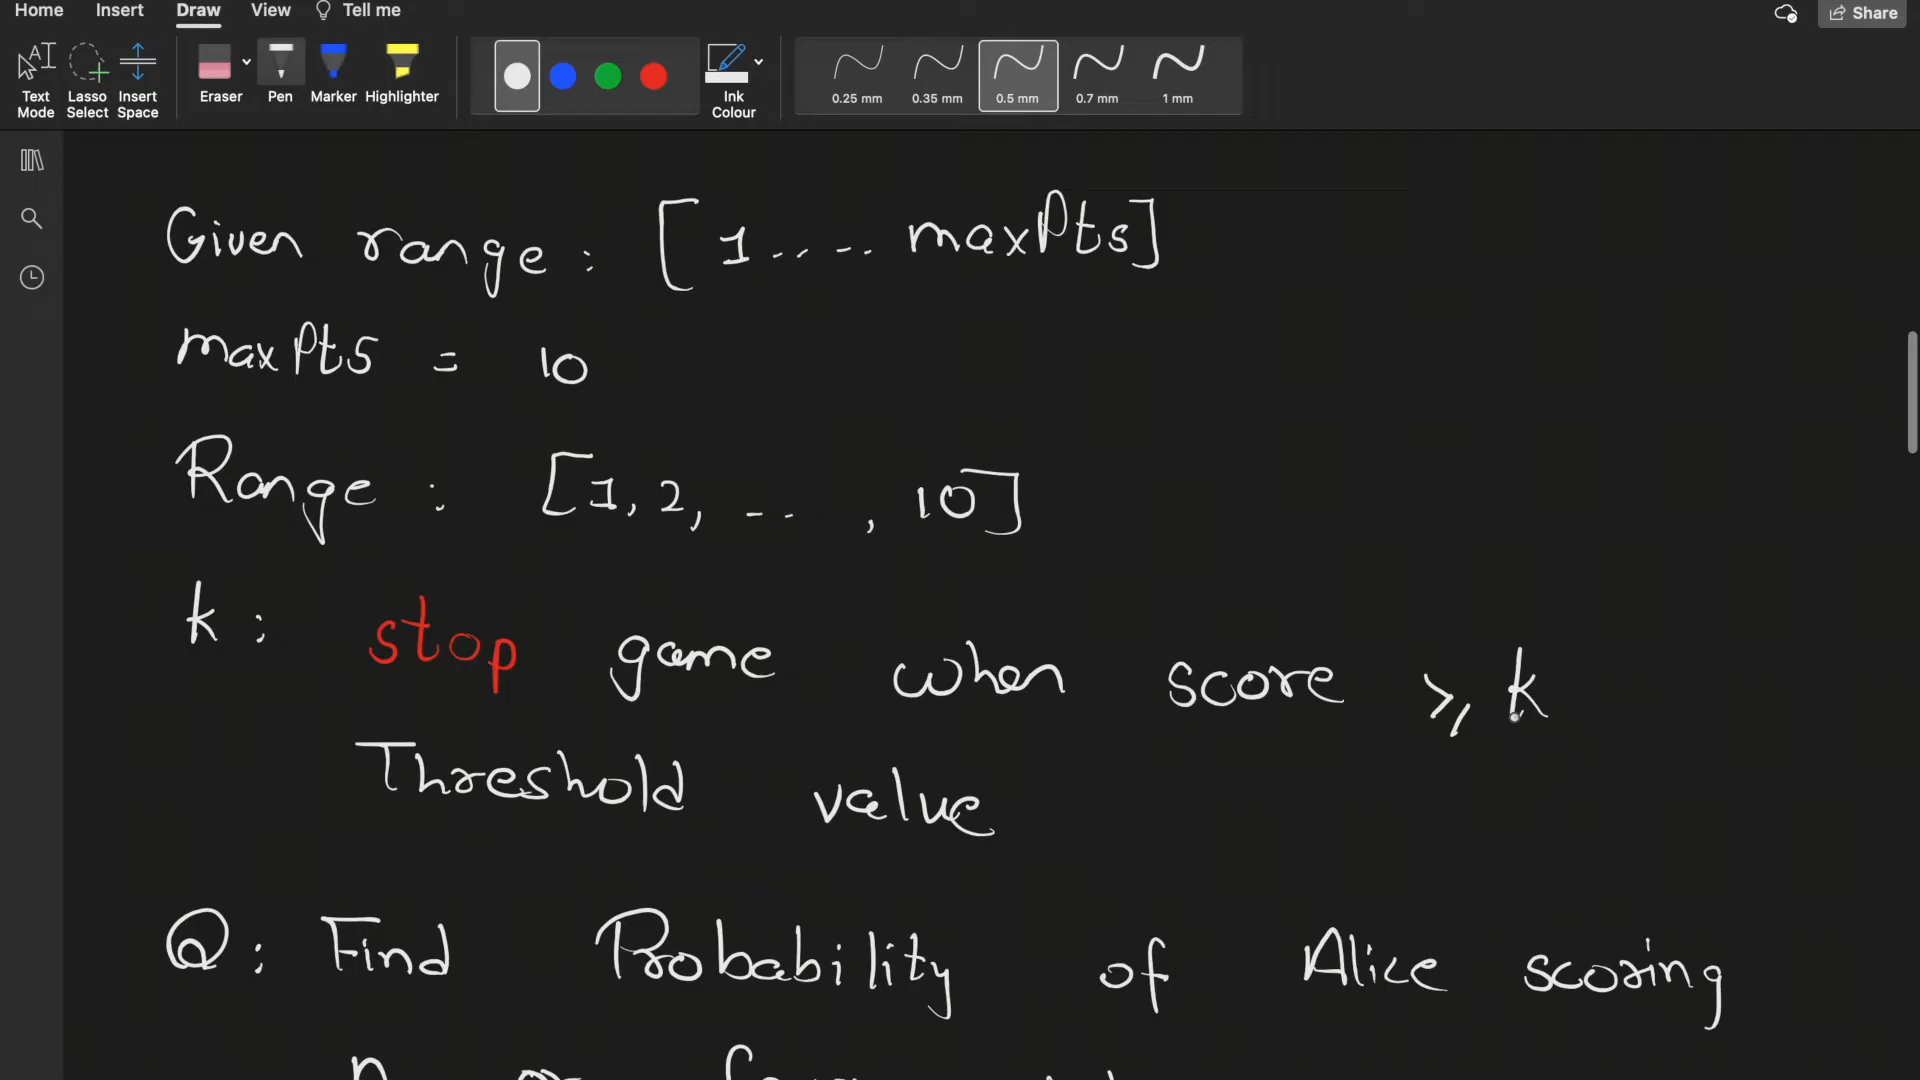 Home Insert Draw View Tell me Share
Text Mode Lasso Select Insert Space Eraser Pen Marker Highlighter Ink Colour 0.25 mm 0.35 mm 0.5 mm 0.7 mm 1 mm
Given range : [ 1 .... maxPts ]
maxPts = 10
Range : [ 1, 2, .. , 10 ]
k : stop game when score >, k
Threshold value
Q : Find Probability of Alice scoring
n or